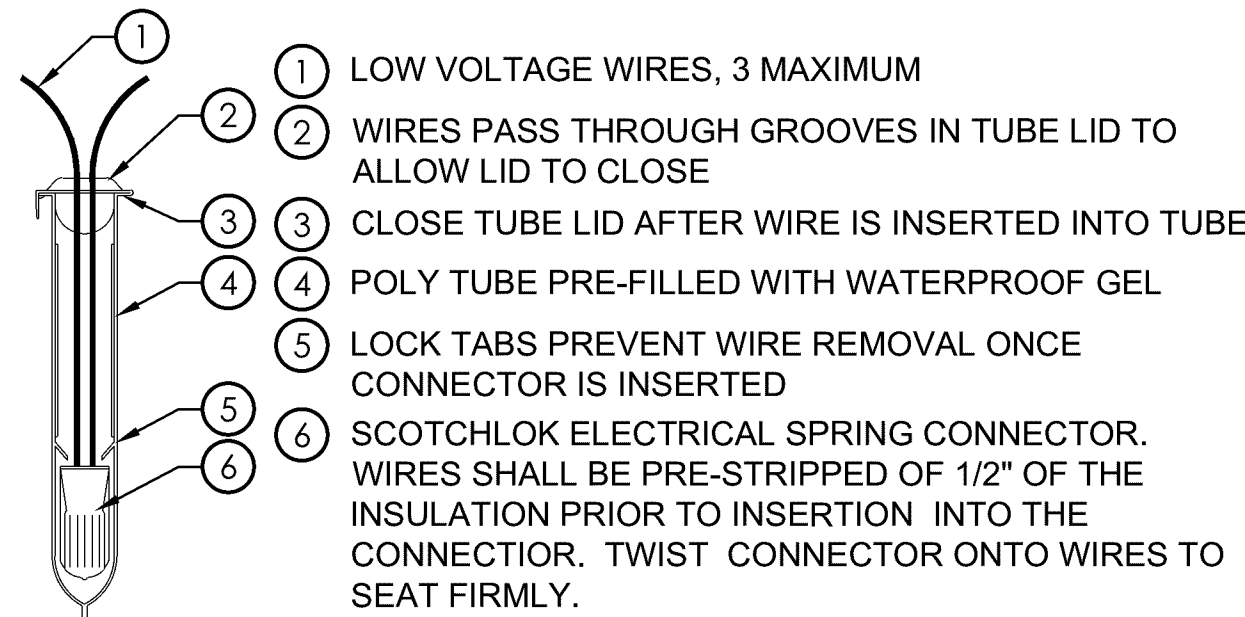 1
2
3
4
5
6
1 LOW VOLTAGE WIRES, 3 MAXIMUM
2 WIRES PASS THROUGH GROOVES IN TUBE LID TO
ALLOW LID TO CLOSE
3 CLOSE TUBE LID AFTER WIRE IS INSERTED INTO TUBE
4 POLY TUBE PRE-FILLED WITH WATERPROOF GEL
5 LOCK TABS PREVENT WIRE REMOVAL ONCE
CONNECTOR IS INSERTED
6 SCOTCHLOK ELECTRICAL SPRING CONNECTOR.
WIRES SHALL BE PRE-STRIPPED OF 1/2" OF THE
INSULATION PRIOR TO INSERTION INTO THE
CONNECTIOR. TWIST CONNECTOR ONTO WIRES TO
SEAT FIRMLY.